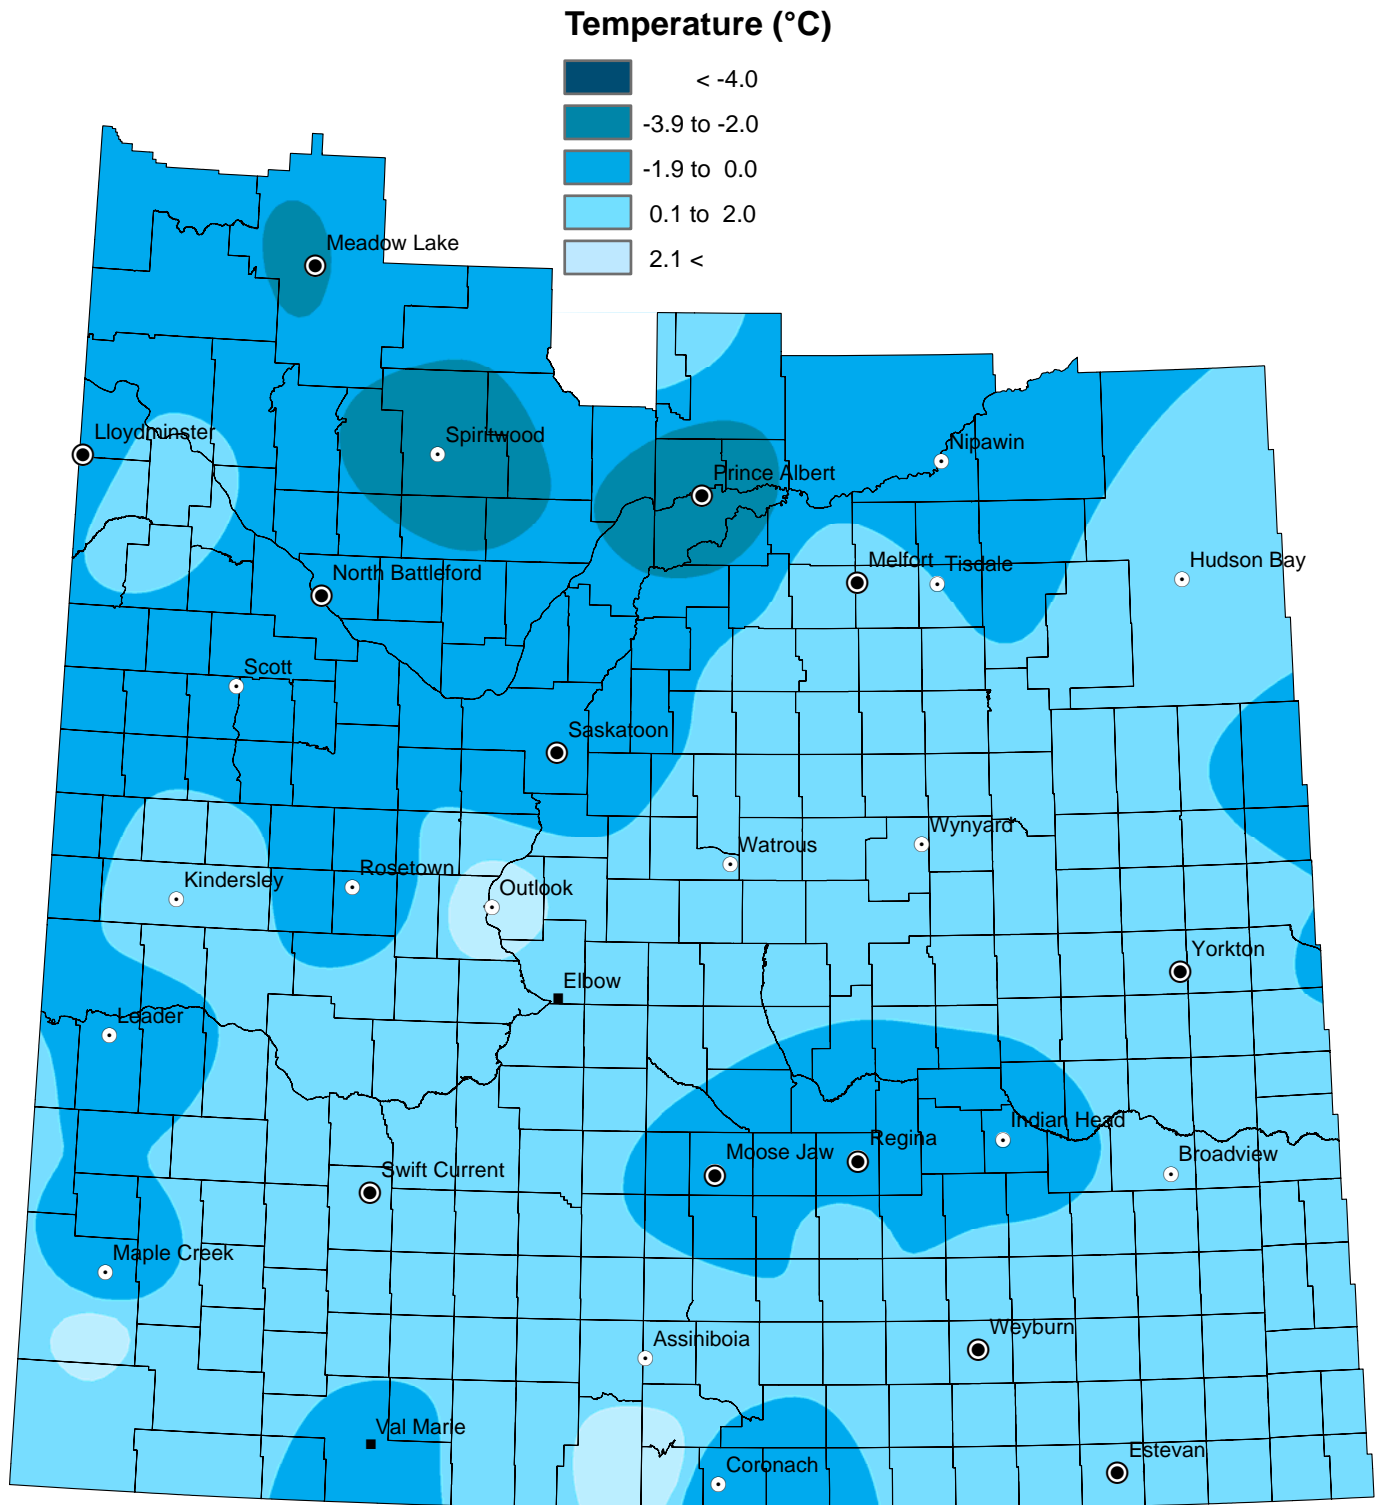 Temperature (°C)
< -4.0
-3.9 to -2.0
-1.9 to 0.0
0.1 to 2.0
2.1 <
Meadow Lake
Lloydminster
Spiritwood
Nipawin
Prince Albert
Melfort
Tisdale
Hudson Bay
North Battleford
Scott
Saskatoon
Wynyard
Watrous
Rosetown
Kindersley
Outlook
Yorkton
Elbow
Leader
Indian Head
Regina
Moose Jaw
Broadview
Swift Current
Maple Creek
Weyburn
Assiniboia
Val Marie
Estevan
Coronach